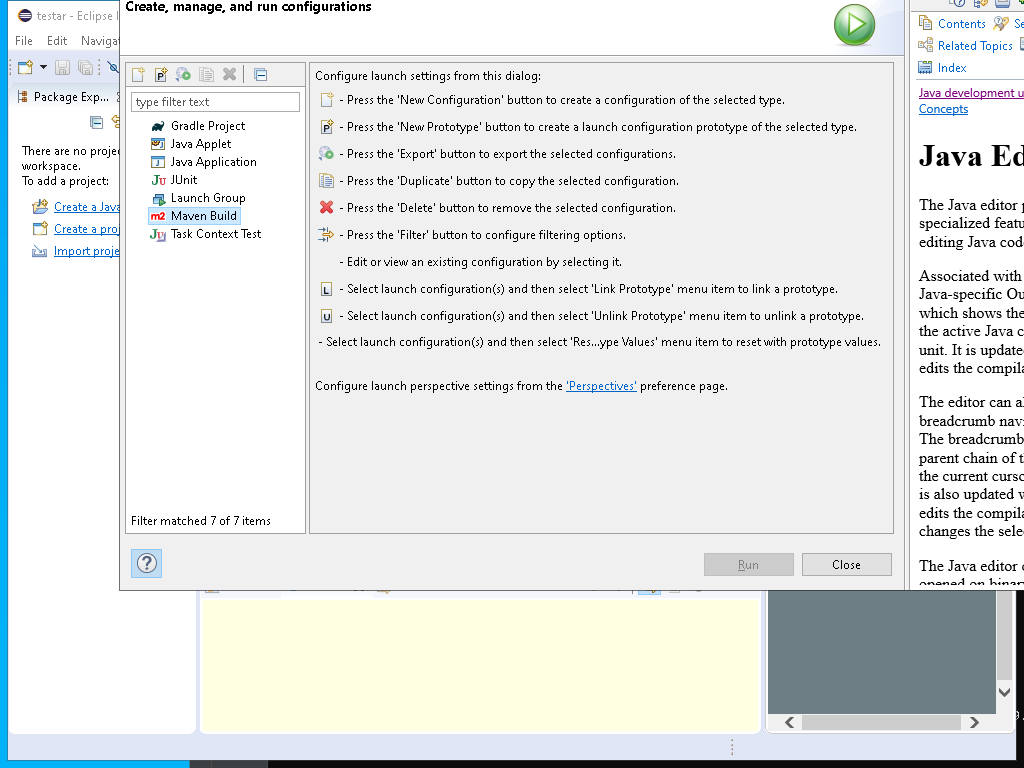 testar - Eclipse
File Edit Naviga
Package Exp...
There are no proje
workspace.
To add a project:
Create a Java
Create a proj
Import proje
Create, manage, and run configurations
type filter text
Gradle Project
Java Applet
Java Application
JUnit
Launch Group
Maven Build
Task Context Test
Filter matched 7 of 7 items
Configure launch settings from this dialog:
- Press the 'New Configuration' button to create a configuration of the selected type.
- Press the 'New Prototype' button to create a launch configuration prototype of the selected type.
- Press the 'Export' button to export the selected configurations.
- Press the 'Duplicate' button to copy the selected configuration.
- Press the 'Delete' button to remove the selected configuration.
- Press the 'Filter' button to configure filtering options.
- Edit or view an existing configuration by selecting it.
- Select launch configuration(s) and then select 'Link Prototype' menu item to link a prototype.
- Select launch configuration(s) and then select 'Unlink Prototype' menu item to unlink a prototype.
- Select launch configuration(s) and then select 'Res...ype Values' menu item to reset with prototype values.
Configure launch perspective settings from the 'Perspectives' preference page.
Run Close
Contents Se
Related Topics
Index
Java development u
Concepts
Java Ed
The Java editor p
specialized featu
editing Java code
Associated with
Java-specific Ou
which shows the
the active Java c
unit. It is update
edits the compila
The editor can al
breadcrumb navi
The breadcrumb
parent chain of t
the current curso
is also updated w
edits the compila
changes the selec
The Java editor c
opened on binary